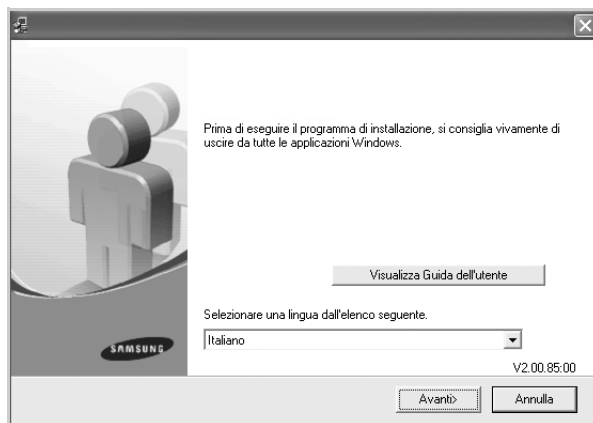 Prima di eseguire il programma di installazione, si consiglia vivamente di
uscire da tutte le applicazioni Windows.
Visualizza Guida dell'utente
Selezionare una lingua dall'elenco seguente.
Italiano
SAMSUNG
V2.00.85:00
Avanti>
Annulla